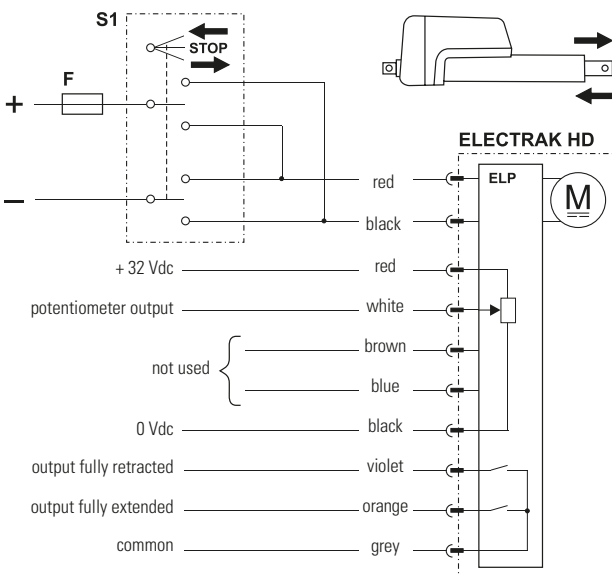 S1
STOP
F
+
–
ELECTRAK HD
ELP
M
red
black
+ 32 Vdc red
potentiometer output white
brown
not used
blue
0 Vdc black
output fully retracted violet
output fully extended orange
common grey